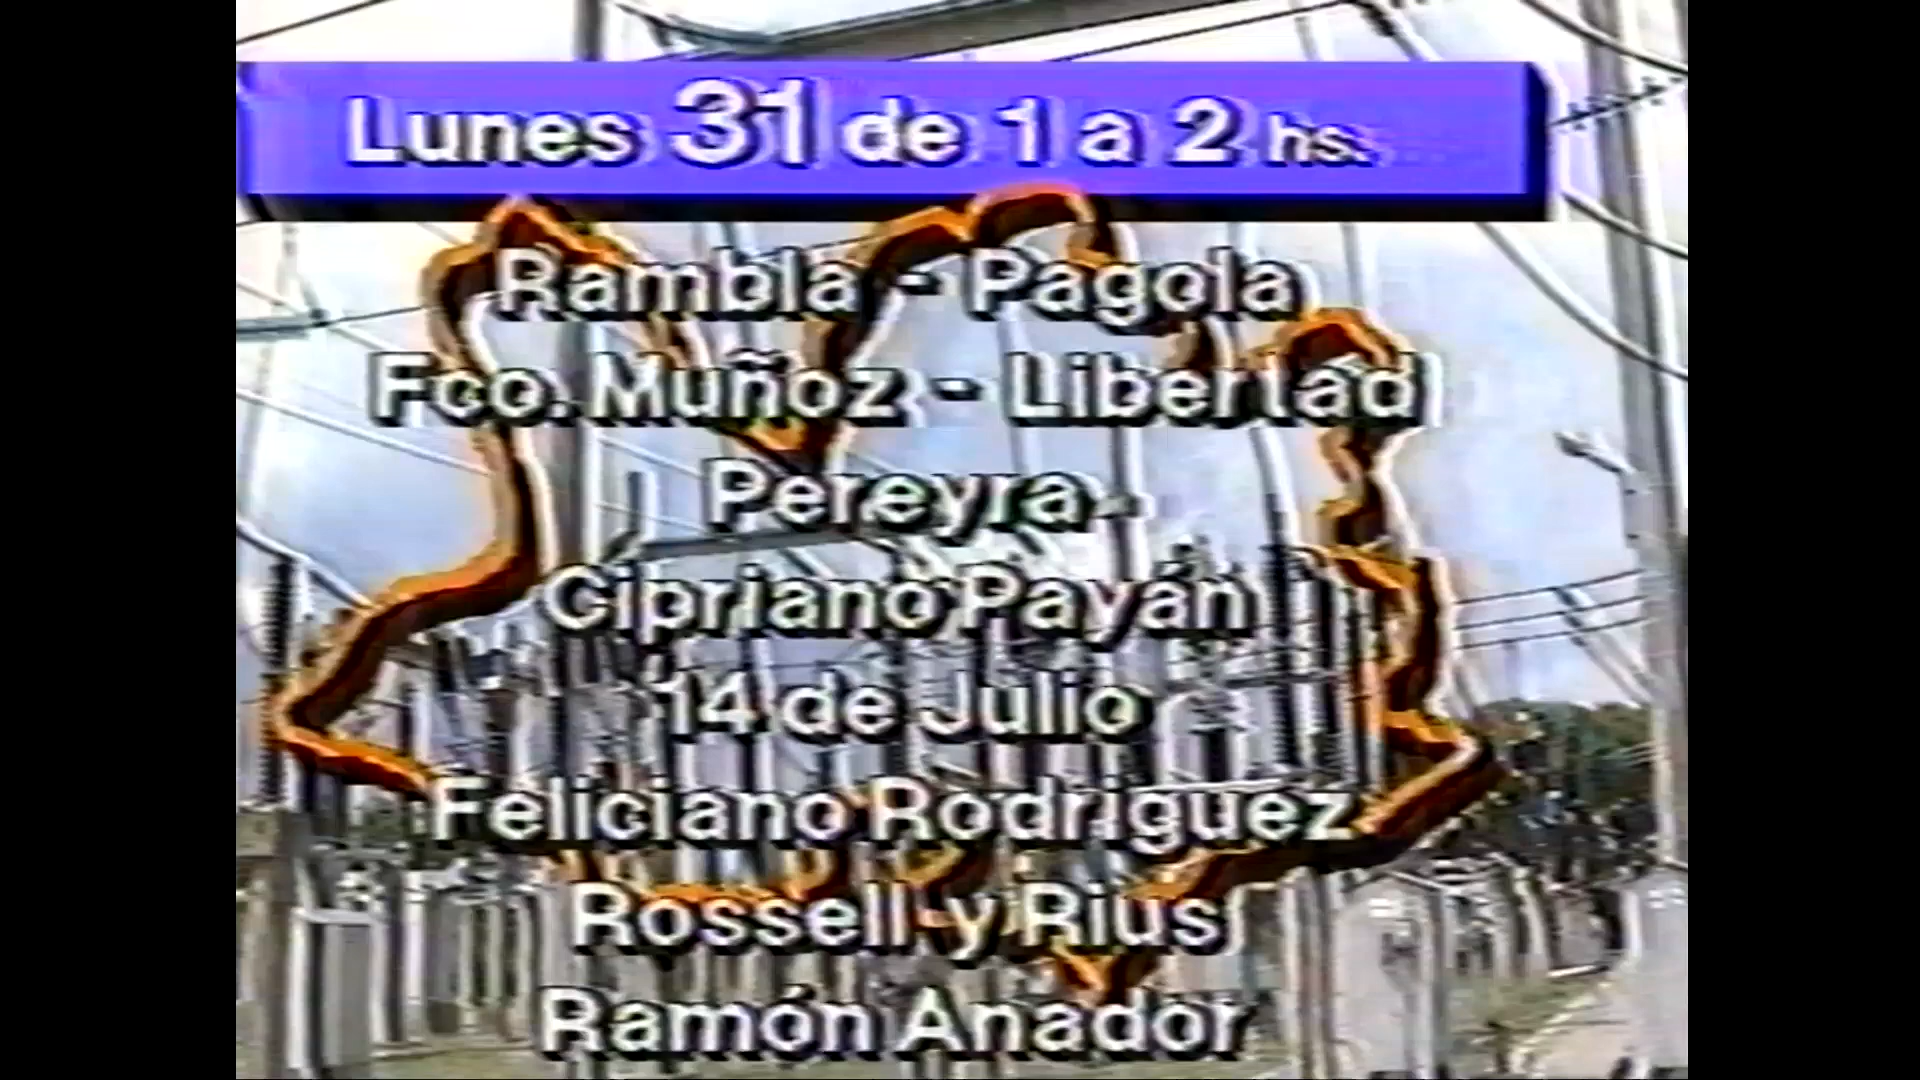 Lunes 31 de 1 a 2 hs.
Rambla - Pagola
Fco. Muñoz - Libertad
Pereyra
Cipriano Payán
14 de Julio
Feliciano Rodriguez
Rossell y Rius
Ramón Anador